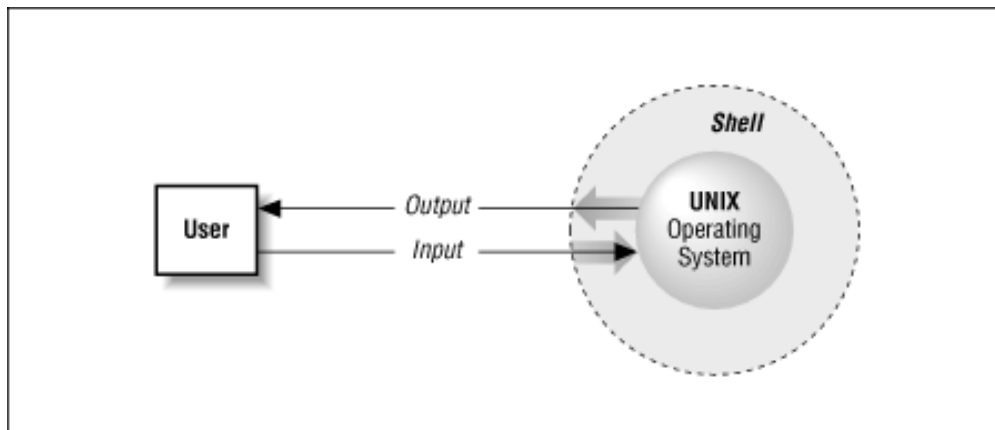 Shell
User
Output
Input
UNIX
Operating
System